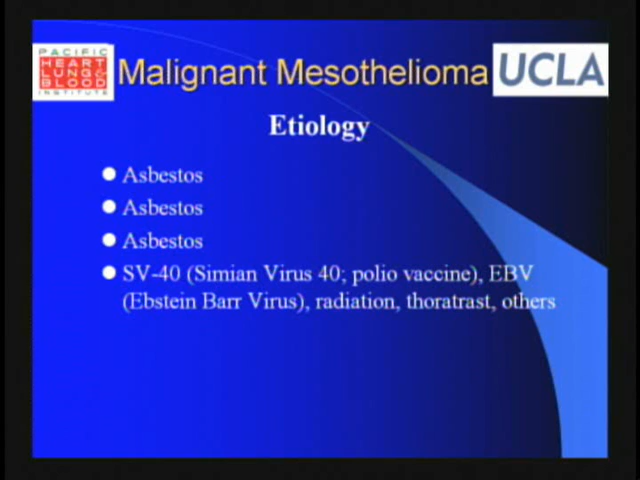 PACIFIC
HEART
LUNG &
BLOOD
INSTITUTE
Malignant Mesothelioma
UCLA
Etiology
Asbestos
Asbestos
Asbestos
SV-40 (Simian Virus 40; polio vaccine), EBV
(Ebstein Barr Virus), radiation, thoratrast, others